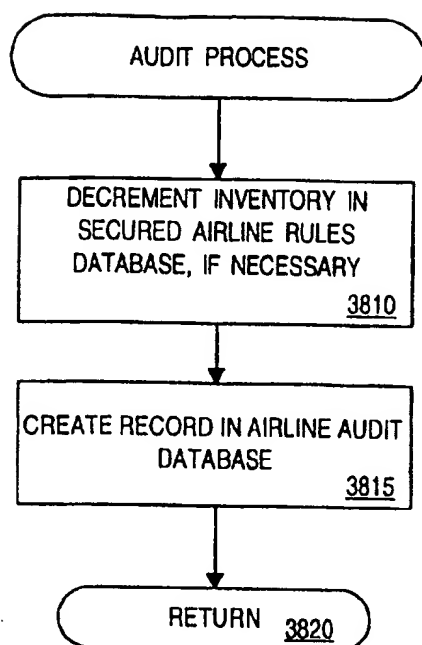 AUDIT PROCESS
DECREMENT INVENTORY IN
SECURED AIRLINE RULES
DATABASE, IF NECESSARY
3810
CREATE RECORD IN AIRLINE AUDIT
DATABASE
3815
RETURN 3820